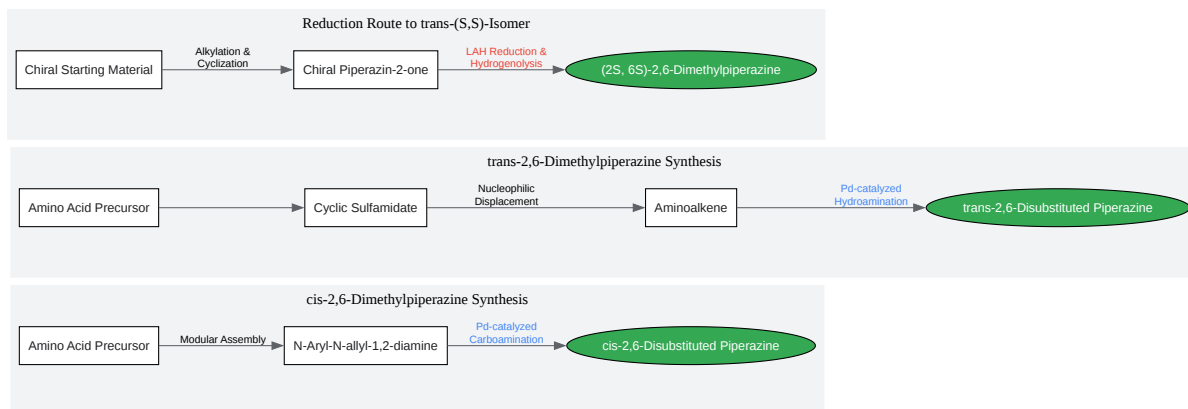 Reduction Route to trans-(S,S)-Isomer
Chiral Starting Material
Alkylation &
Cyclization
Chiral Piperazin-2-one
LAH Reduction &
Hydrogenolysis
(2S, 6S)-2,6-Dimethylpiperazine
trans-2,6-Dimethylpiperazine Synthesis
Amino Acid Precursor
Cyclic Sulfamidate
Nucleophilic
Displacement
Aminoalkene
Pd-catalyzed
Hydroamination
trans-2,6-Disubstituted Piperazine
cis-2,6-Dimethylpiperazine Synthesis
Amino Acid Precursor
Modular Assembly
N-Aryl-N-allyl-1,2-diamine
Pd-catalyzed
Carboamination
cis-2,6-Disubstituted Piperazine